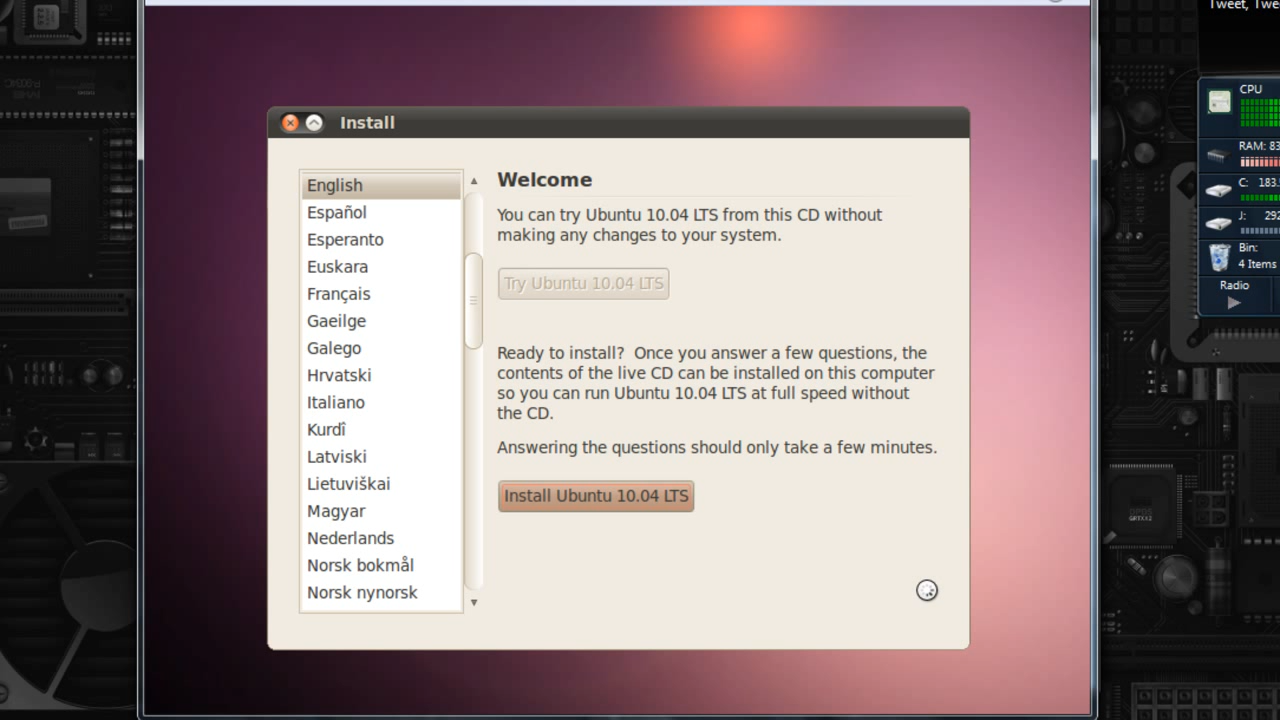 Tweet, Twe
Install
English
Español
Esperanto
Euskara
Français
Gaeilge
Galego
Hrvatski
Italiano
Kurdî
Latviski
Lietuviškai
Magyar
Nederlands
Norsk bokmål
Norsk nynorsk
Welcome
You can try Ubuntu 10.04 LTS from this CD without
making any changes to your system.
Try Ubuntu 10.04 LTS
Ready to install?  Once you answer a few questions, the
contents of the live CD can be installed on this computer
so you can run Ubuntu 10.04 LTS at full speed without
the CD.
Answering the questions should only take a few minutes.
Install Ubuntu 10.04 LTS
CPU
RAM: 83
C: 183.
J: 292
Bin:
4 Items
Radio